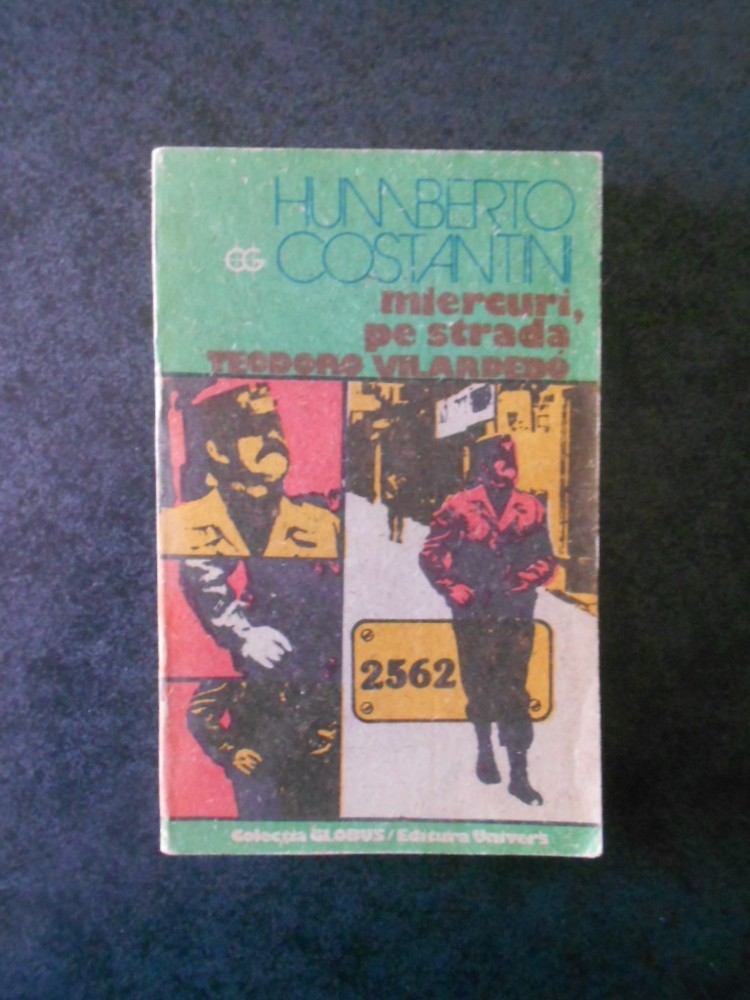 HUMBERTO
CG COSTANTINI
miercuri,
pe strada
TEODORO VILARDEBÓ
2562
Colecția GLOBUS / Editura Univers